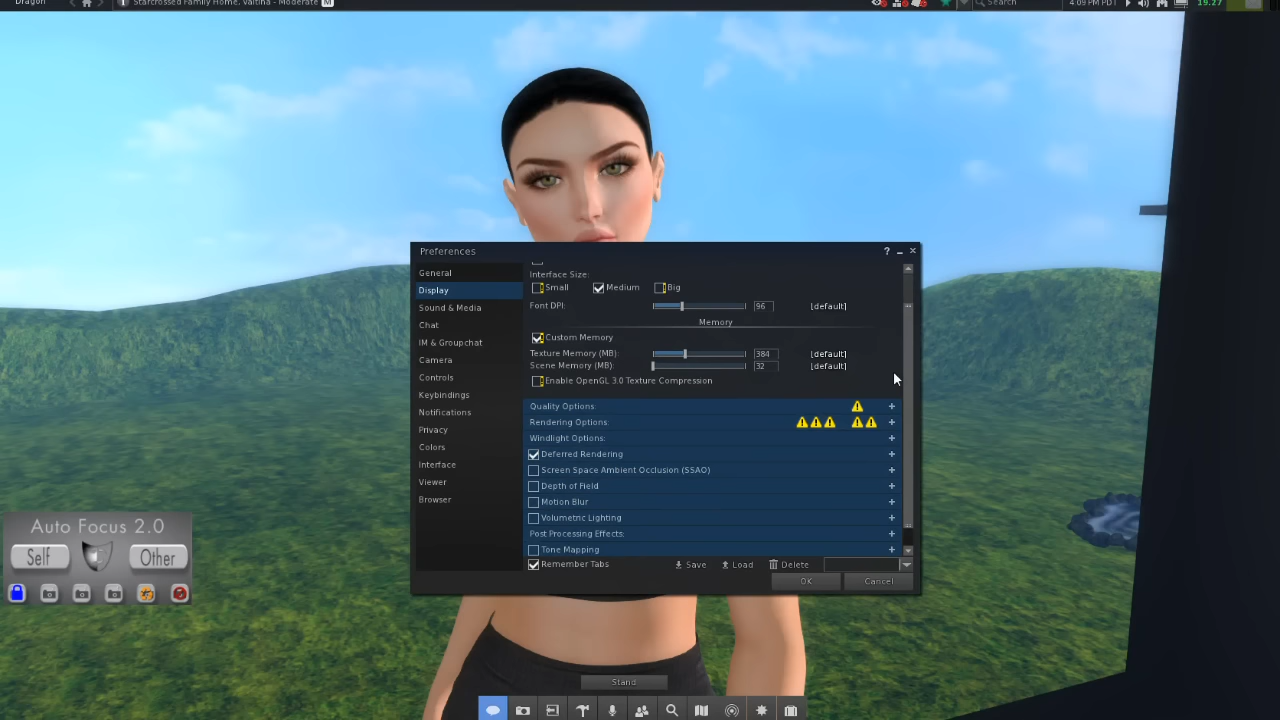 Dragon
Starcrossed Family Home, Valtina - Moderate M
Search
4:09 PM PDT
19.27
Preferences
?
General
Display
Sound & Media
Chat
IM & Groupchat
Camera
Controls
Keybindings
Notifications
Privacy
Colors
Interface
Viewer
Browser
Interface Size:
Small Medium Big
Font DPI: 96 [default]
Memory
Custom Memory
Texture Memory (MB): 384 [default]
Scene Memory (MB): 32 [default]
Enable OpenGL 3.0 Texture Compression
Quality Options: +
Rendering Options: +
Windlight Options: +
Deferred Rendering +
Screen Space Ambient Occlusion (SSAO) +
Depth of Field +
Motion Blur +
Volumetric Lighting +
Post Processing Effects: +
Tone Mapping +
Remember Tabs Save Load Delete
OK Cancel
Auto Focus 2.0
Self Other
Stand